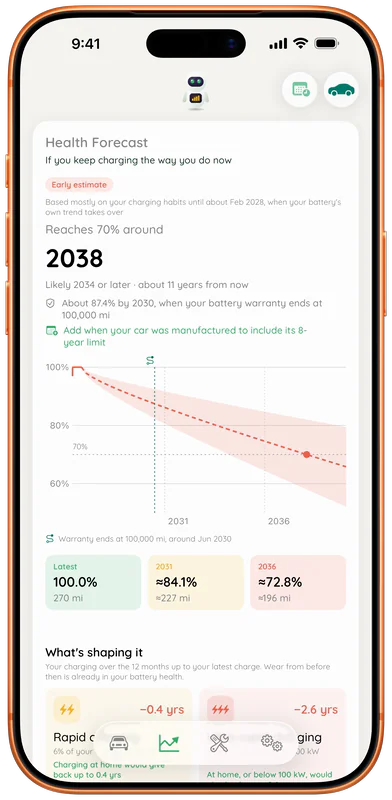 9:41
Health Forecast
If you keep charging the way you do now
Early estimate
Based mostly on your charging habits until about Feb 2028, when your battery's
own trend takes over
Reaches 70% around
2038
Likely 2034 or later · about 11 years from now
About 87.4% by 2030, when your battery warranty ends at
100,000 mi
Add when your car was manufactured to include its 8-
year limit
100%
80%
70%
60%
2031
2036
Warranty ends at 100,000 mi, around Jun 2030
Latest
100.0%
270 mi
2031
≈84.1%
≈227 mi
2036
≈72.8%
≈196 mi
What's shaping it
Your charging over the 12 months up to your latest charge. Wear from before
then is already in your battery health.
−0.4 yrs
Rapid
6% of your
Charging at home would give
back up to 0.4 yrs
−2.6 yrs
00 kW
At home, or below 100 kW, would